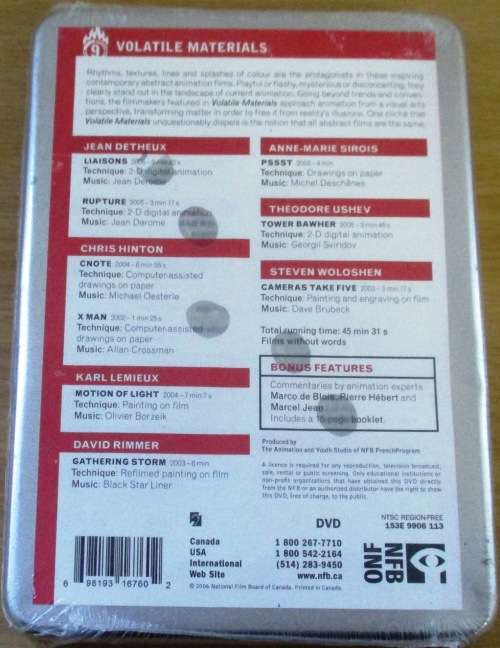 9 VOLATILE MATERIALS
Rhythms, textures, lines and splashes of colour are the protagonists in these inspiring
contemporary abstract animation films. Playful or flashy, mysterious or disconcerting, they
clearly stand out in the landscape of current animation. Going beyond trends and conven-
tions, the filmmakers featured in Volatile Materials approach animation from a visual arts
perspective, transforming matter in order to free it from reality's illusions. One cliché that
Volatile Materials unquestionably dispels is the notion that all abstract films are the same.
JEAN DETHEUX
LIAISONS 2005
Technique: 2-D digital animation
Music: Jean Derome
RUPTURE 2005 – 3 min 17 s
Technique: 2-D digital animation
Music: Jean Derome
CHRIS HINTON
CNOTE 2004 – 6 min 55 s
Technique: Computer-assisted
drawings on paper
Music: Michael Oesterle
X MAN 2002 – 1 min 25 s
Technique: Computer-assisted
drawings on paper
Music: Allan Crossman
KARL LEMIEUX
MOTION OF LIGHT 2004 – 7 min 7 s
Technique: Painting on film
Music: Olivier Borzeik
DAVID RIMMER
GATHERING STORM 2003 – 6 min
Technique: Refilmed painting on film
Music: Black Star Liner
ANNE-MARIE SIROIS
PSSST 2005 – 4 min
Technique: Drawings on paper
Music: Michel Deschênes
THEODORE USHEV
TOWER BAWHER 2005 – 3 min 46 s
Technique: 2-D digital animation
Music: Georgii Sviridov
STEVEN WOLOSHEN
CAMERAS TAKE FIVE 2003 – 3 min 17 s
Technique: Painting and engraving on film
Music: Dave Brubeck
Total running time: 45 min 31 s
Films without words
BONUS FEATURES
Commentaries by animation experts
Marco de Blois, Pierre Hébert and
Marcel Jean
Includes a 16-page booklet.
Produced by
The Animation and Youth Studio of NFB FrenchProgram
A licence is required for any reproduction, television broadcast,
sale, rental or public screening. Only educational institutions or
non-profit organizations that have obtained this DVD directly
from the NFB or an authorized distributor have the right to show
this DVD, free of charge, to the public.
DVD
NTSC REGION-FREE
153E 9906 113
Canada 1 800 267-7710
USA 1 800 542-2164
International (514) 283-9450
Web Site www.nfb.ca
© 2006 National Film Board of Canada. Printed in Canada.
6 98193 16760 2
ONF
NFB